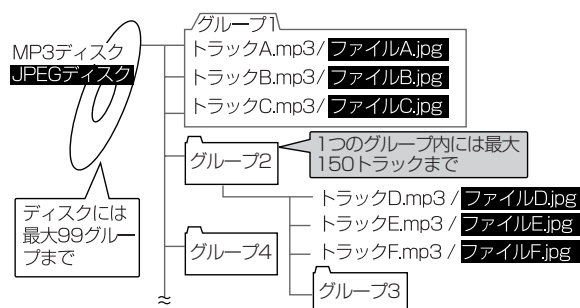 グループ1
MP3ディスク
JPEGディスク
トラックA.mp3/ ファイルA.jpg
トラックB.mp3/ ファイルB.jpg
トラックC.mp3/ ファイルC.jpg
グループ2
1つのグループ内には最大
150トラックまで
トラックD.mp3 / ファイルD.jpg
トラックE.mp3 / ファイルE.jpg
トラックF.mp3 / ファイルF.jpg
ディスクには
最大99グルー
プまで
グループ4
グループ3